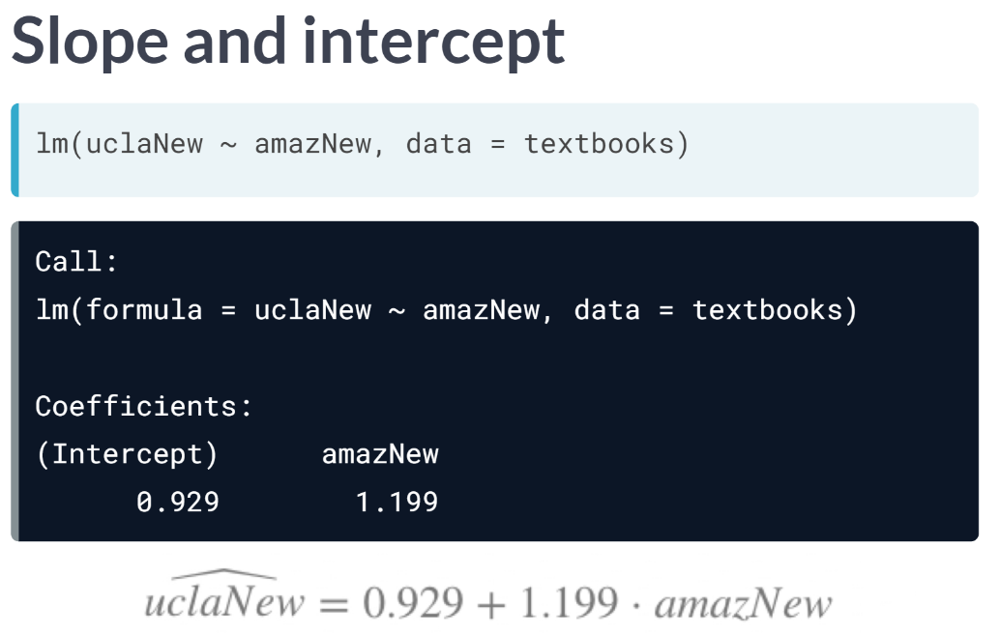 Slope and intercept
lm(uclaNew ~ amazNew, data = textbooks)
Call:
lm(formula = uclaNew ~ amazNew, data = textbooks)
Coefficients:
(Intercept)      amazNew
      0.929        1.199
\widehat{uclaNew} = 0.929 + 1.199 · amazNew